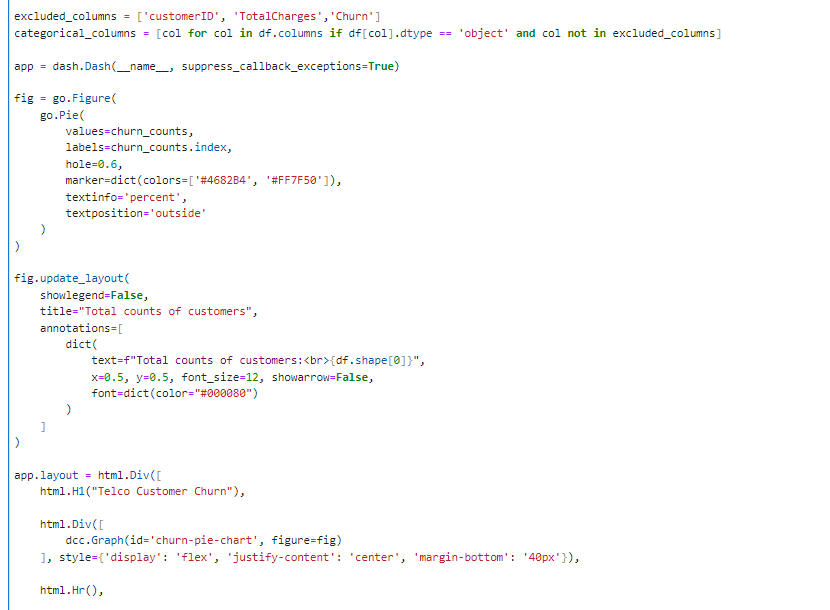 excluded_columns = ['customerID', 'TotalCharges','Churn']
categorical_columns = [col for col in df.columns if df[col].dtype == 'object' and col not in excluded_columns]

app = dash.Dash(__name__, suppress_callback_exceptions=True)

fig = go.Figure(
    go.Pie(
        values=churn_counts,
        labels=churn_counts.index,
        hole=0.6,
        marker=dict(colors=['#4682B4', '#FF7F50']),
        textinfo='percent',
        textposition='outside'
    )
)

fig.update_layout(
    showlegend=False,
    title="Total counts of customers",
    annotations=[
        dict(
            text=f"Total counts of customers:<br>{df.shape[0]}",
            x=0.5, y=0.5, font_size=12, showarrow=False,
            font=dict(color="#000080")
        )
    ]
)

app.layout = html.Div([
    html.H1("Telco Customer Churn"),

    html.Div([
        dcc.Graph(id='churn-pie-chart', figure=fig)
    ], style={'display': 'flex', 'justify-content': 'center', 'margin-bottom': '40px'}),

    html.Hr(),